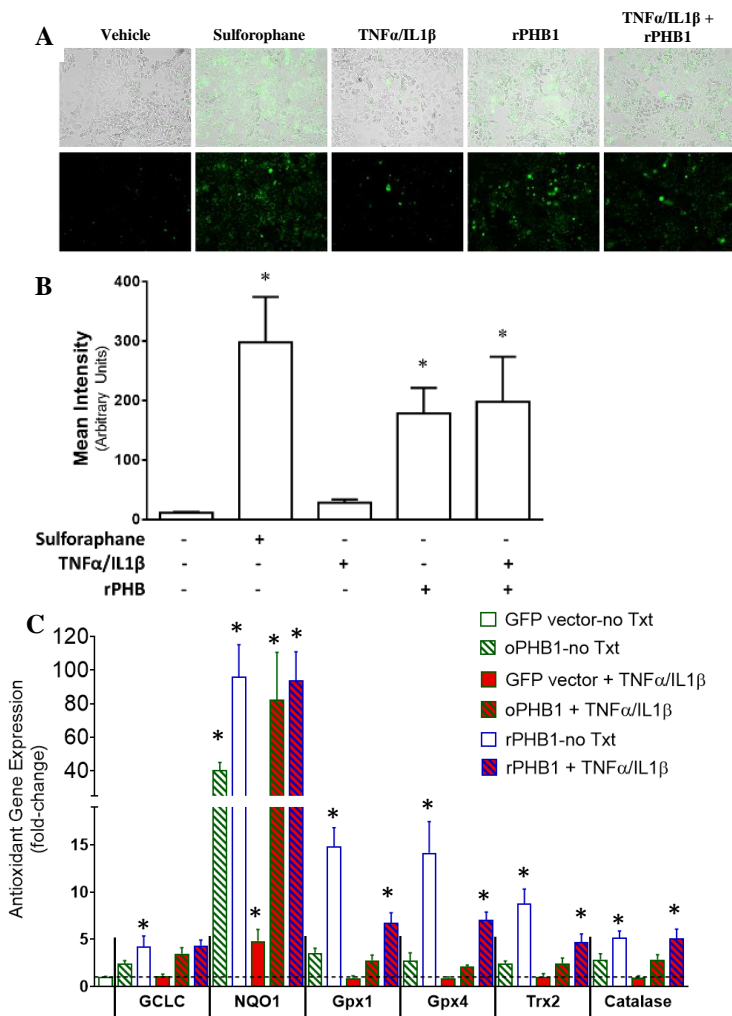 A
Vehicle
Sulforophane
TNFα/IL1β
rPHB1
TNFα/IL1β +
rPHB1
B
Mean Intensity
(Arbitrary Units)
400
300
200
100
0
*
*
*
Sulforaphane - + - - -
TNFα/IL1β - - + - +
rPHB - - - + +
C
Antioxidant Gene Expression
(fold-change)
120
100
80
60
40
15
10
5
0
* * * * *
* * * * * * * * *
GFP vector-no Txt
oPHB1-no Txt
GFP vector + TNFα/IL1β
oPHB1 + TNFα/IL1β
rPHB1-no Txt
rPHB1 + TNFα/IL1β
GCLC NQO1 Gpx1 Gpx4 Trx2 Catalase